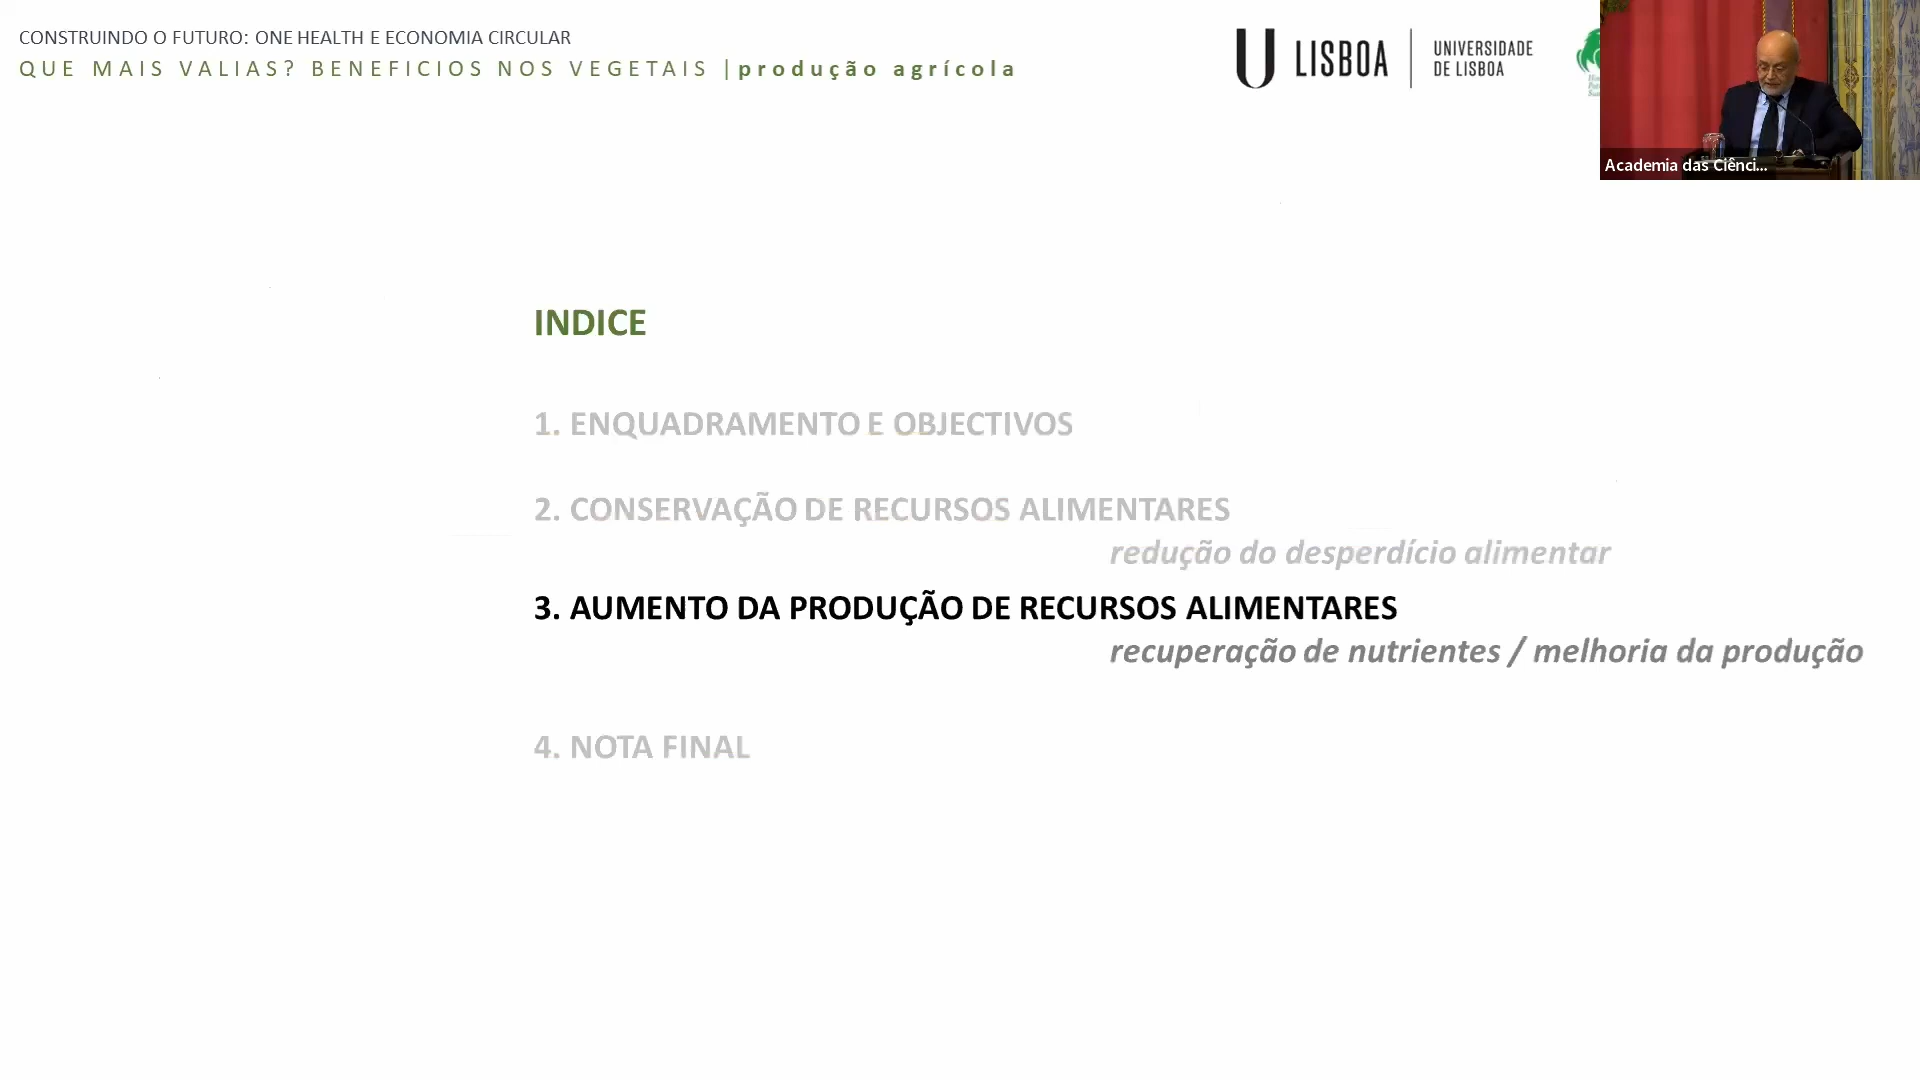 CONSTRUINDO O FUTURO: ONE HEALTH E ECONOMIA CIRCULAR
QUE MAIS VALIAS? BENEFICIOS NOS VEGETAIS |produção agrícola
U LISBOA
UNIVERSIDADE
DE LISBOA
Academia das Ciênci...
INDICE
1. ENQUADRAMENTO E OBJECTIVOS
2. CONSERVAÇÃO DE RECURSOS ALIMENTARES
redução do desperdício alimentar
3. AUMENTO DA PRODUÇÃO DE RECURSOS ALIMENTARES
recuperação de nutrientes / melhoria da produção
4. NOTA FINAL